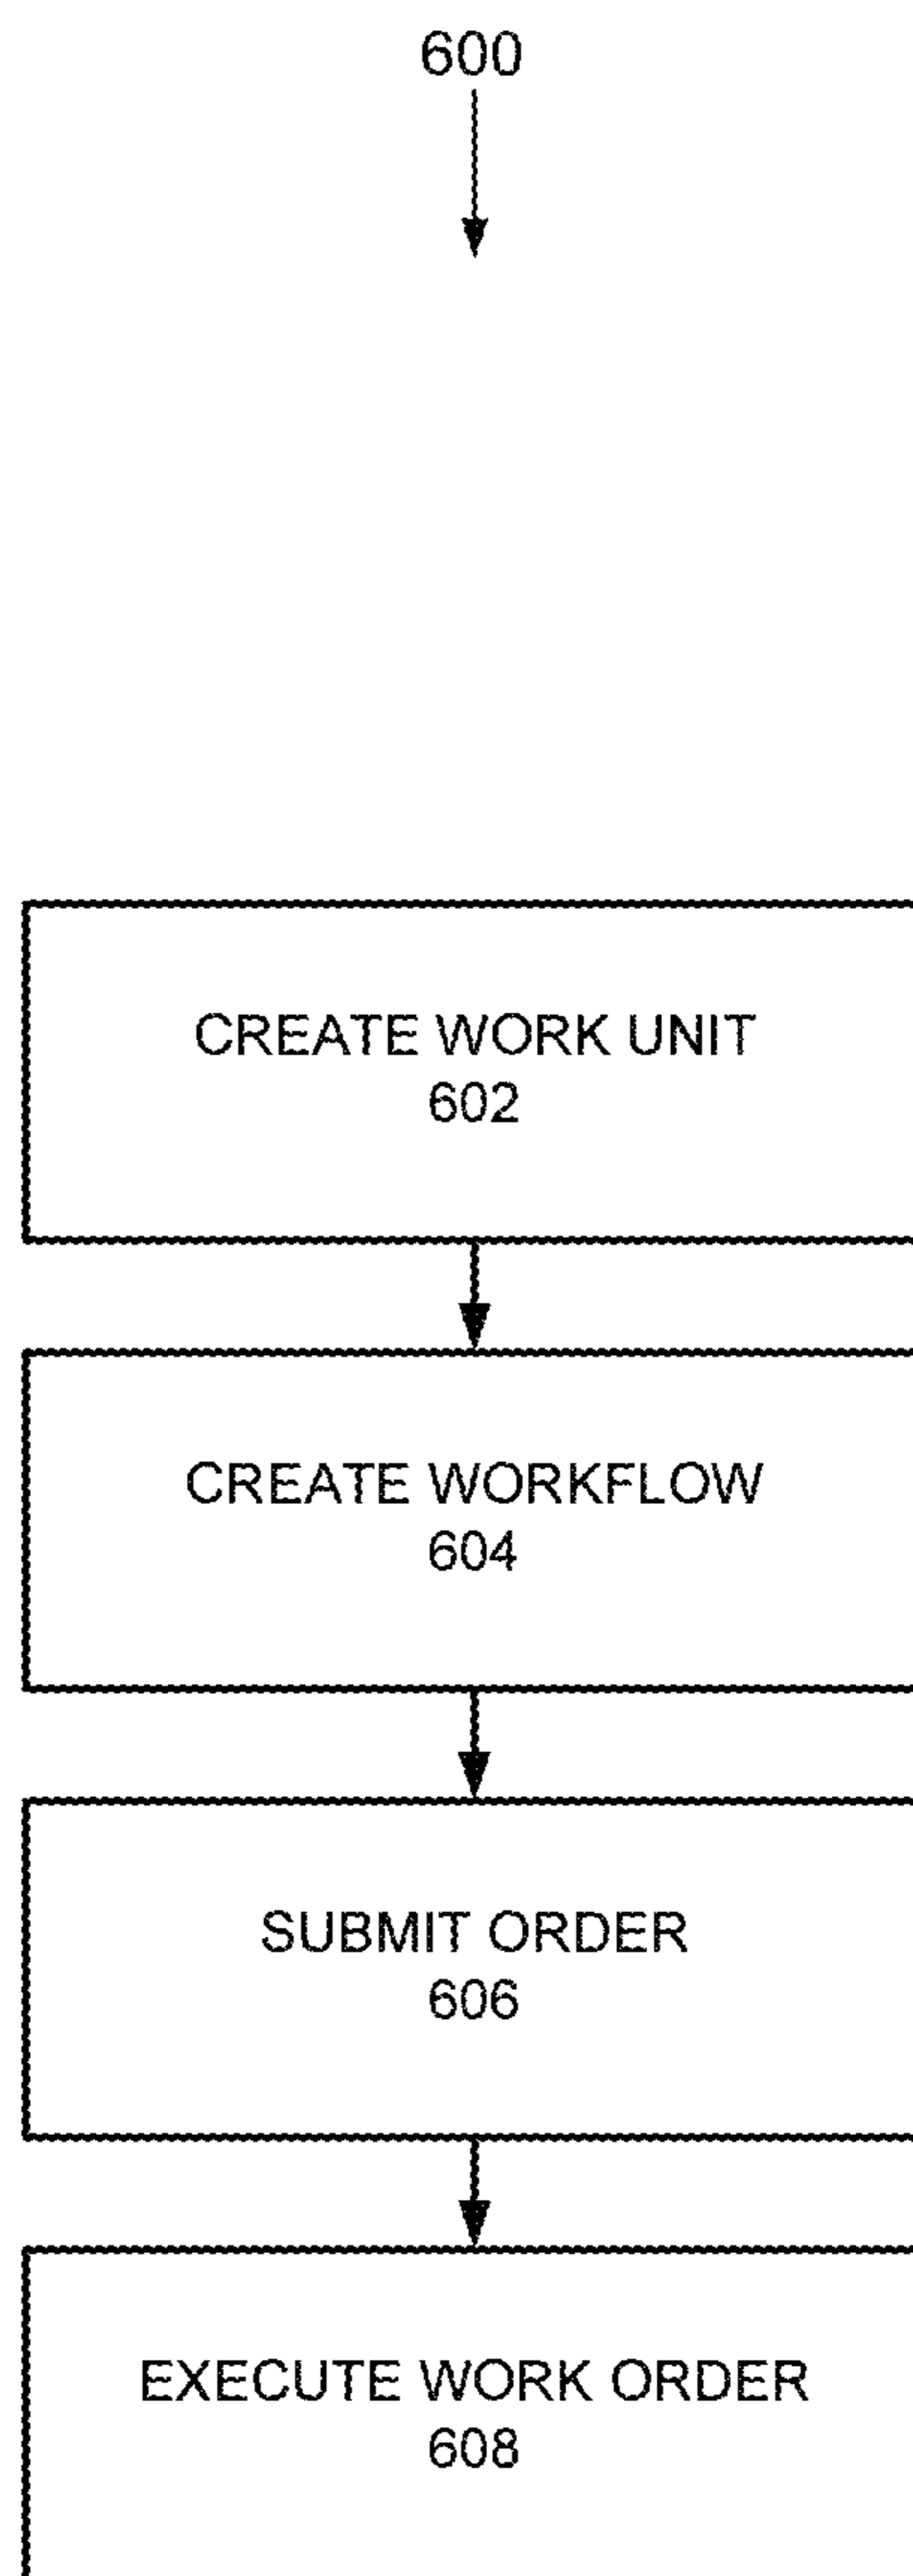 600
CREATE WORK UNIT
602
CREATE WORKFLOW
604
SUBMIT ORDER
606
EXECUTE WORK ORDER
608